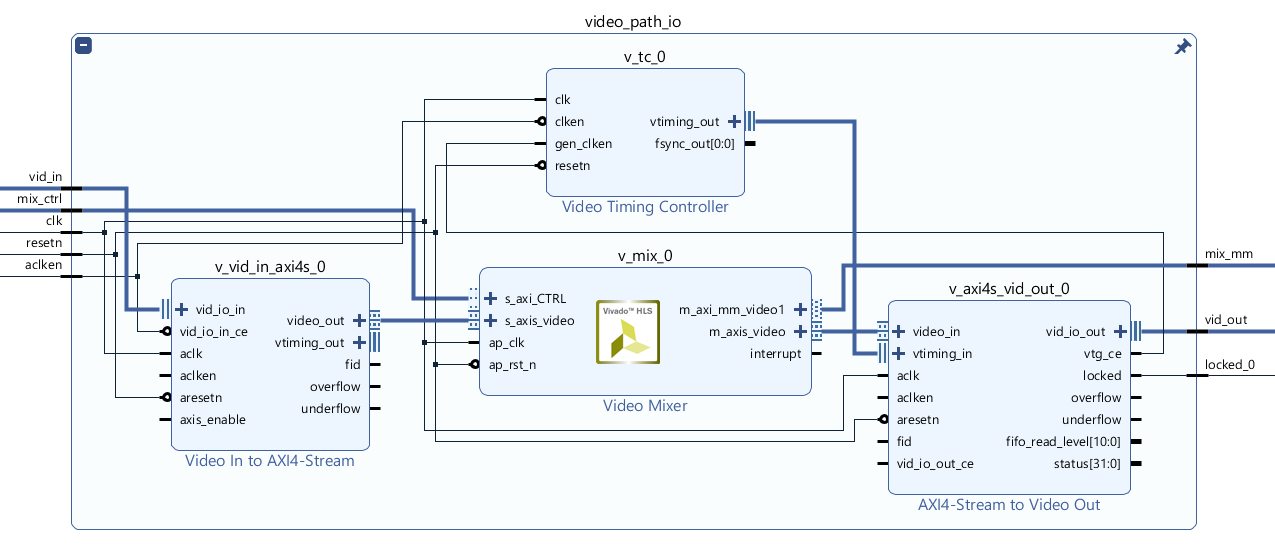 video_path_io
vid_in
mix_ctrl
clk
resetn
aclken
v_tc_0
clk
clken
gen_clken
resetn
vtiming_out
fsync_out[0:0]
Video Timing Controller
v_vid_in_axi4s_0
vid_io_in
vid_io_in_ce
aclk
aclken
aresetn
axis_enable
video_out
vtiming_out
fid
overflow
underflow
Video In to AXI4-Stream
v_mix_0
s_axi_CTRL
s_axis_video
ap_clk
ap_rst_n
Vivado™ HLS
m_axi_mm_video1
m_axis_video
interrupt
Video Mixer
v_axi4s_vid_out_0
video_in
vtiming_in
aclk
aclken
aresetn
fid
vid_io_out_ce
vid_io_out
vtg_ce
locked
overflow
underflow
fifo_read_level[10:0]
status[31:0]
AXI4-Stream to Video Out
mix_mm
vid_out
locked_0